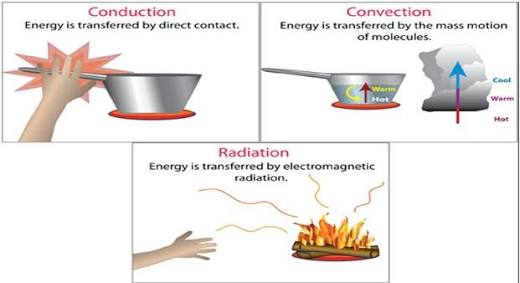 Conduction
Energy is transferred by direct contact.
Convection
Energy is transferred by the mass motion
of molecules.
Warm
Hot
Cool
Warm
Hot
Radiation
Energy is transferred by electromagnetic
radiation.